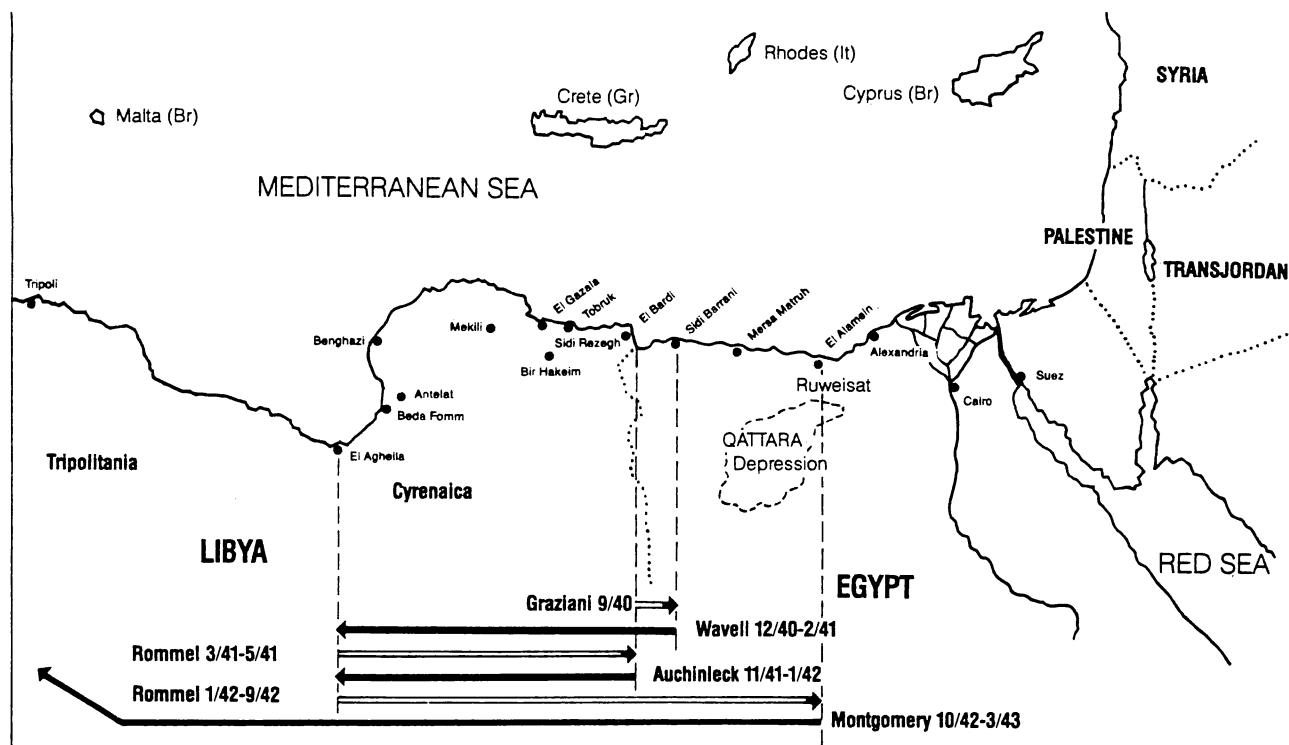 Rhodes (It)
SYRIA
Cyprus (Br)
Crete (Gr)
Malta (Br)
MEDITERRANEAN SEA
PALESTINE
TRANSJORDAN
Tripoli
El Gazala
Tobruk
El Bardi
Sidi Barrani
Mersa Matruh
El Alamein
Mekili
Benghazi
Sidi Rezegh
Alexandria
Bir Hakeim
Ruweisat
Suez
Cairo
Antelat
Beda Fomm
QATTARA
Depression
El Agheila
Tripolitania
Cyrenaica
LIBYA
RED SEA
EGYPT
Graziani 9/40
Wavell 12/40-2/41
Rommel 3/41-5/41
Auchinleck 11/41-1/42
Rommel 1/42-9/42
Montgomery 10/42-3/43